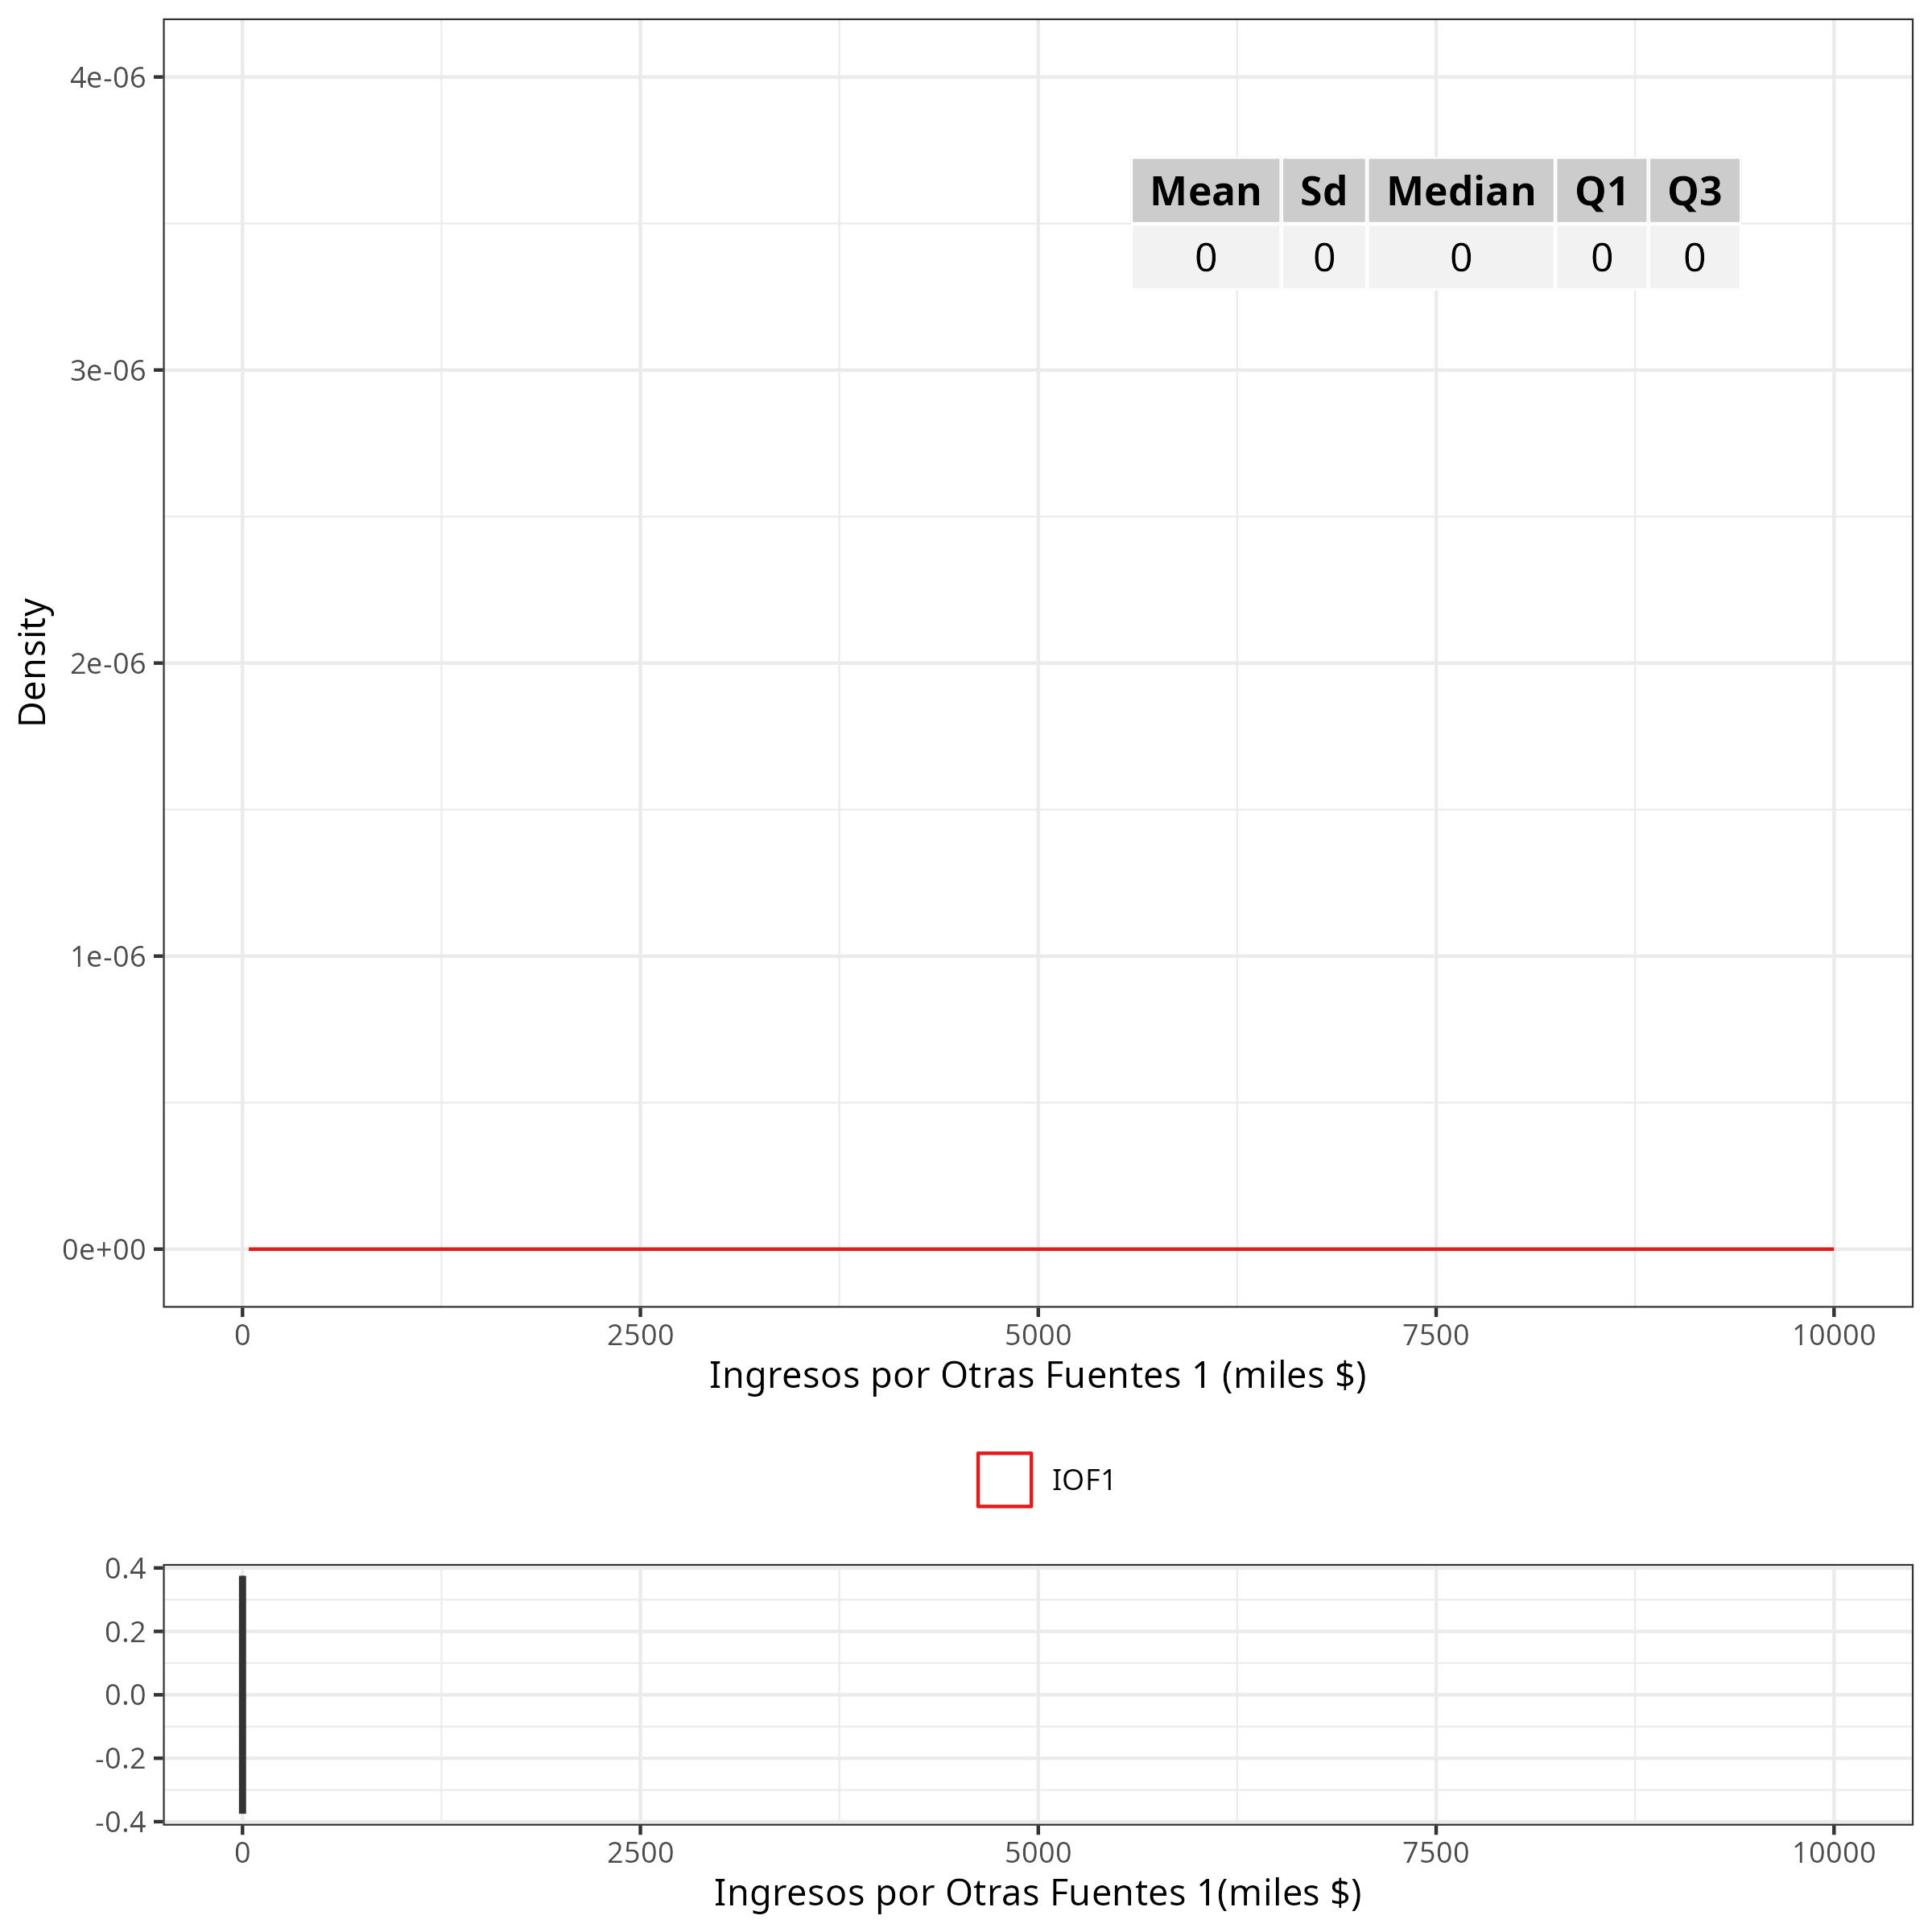 4e-06
3e-06
2e-06
1e-06
0e+00
Density
Mean Sd Median Q1 Q3
0 0 0 0 0
0 2500 5000 7500 10000
Ingresos por Otras Fuentes 1 (miles $)
IOF1
0.4
0.2
0.0
-0.2
-0.4
0 2500 5000 7500 10000
Ingresos por Otras Fuentes 1(miles $)